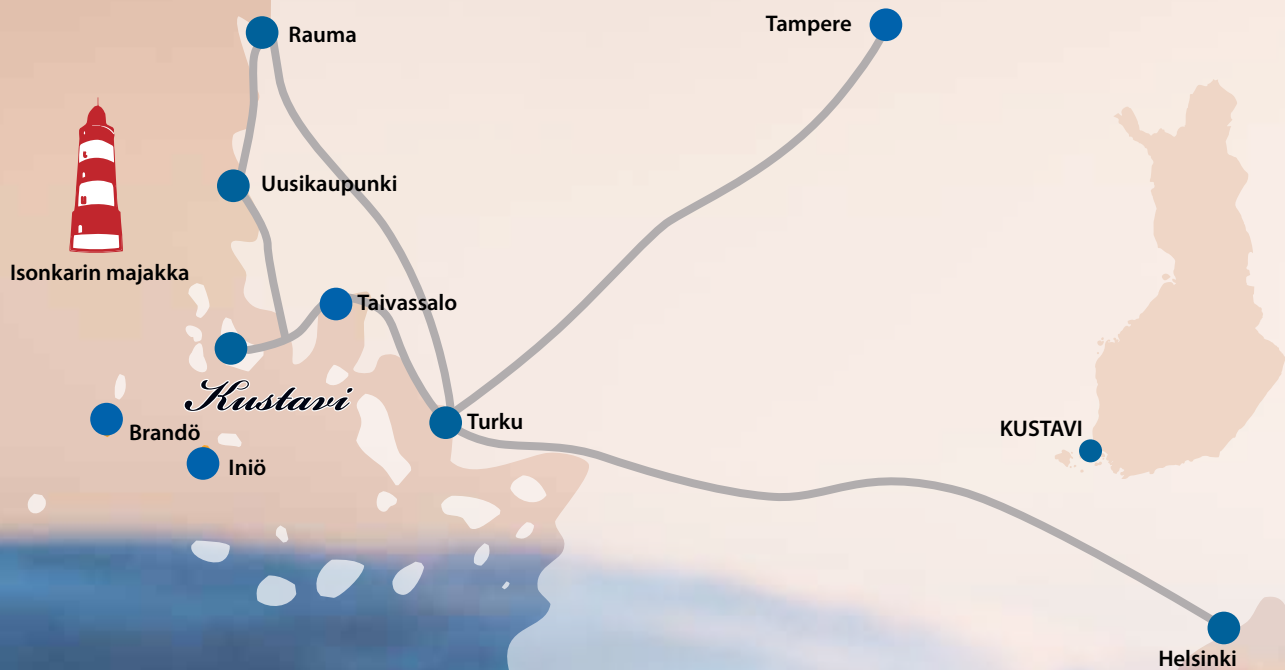 Rauma
Tampere
Uusikaupunki
Isonkarin majakka
Taivassalo
Kustavi
Brandö
Turku
KUSTAVI
Iniö
Helsinki